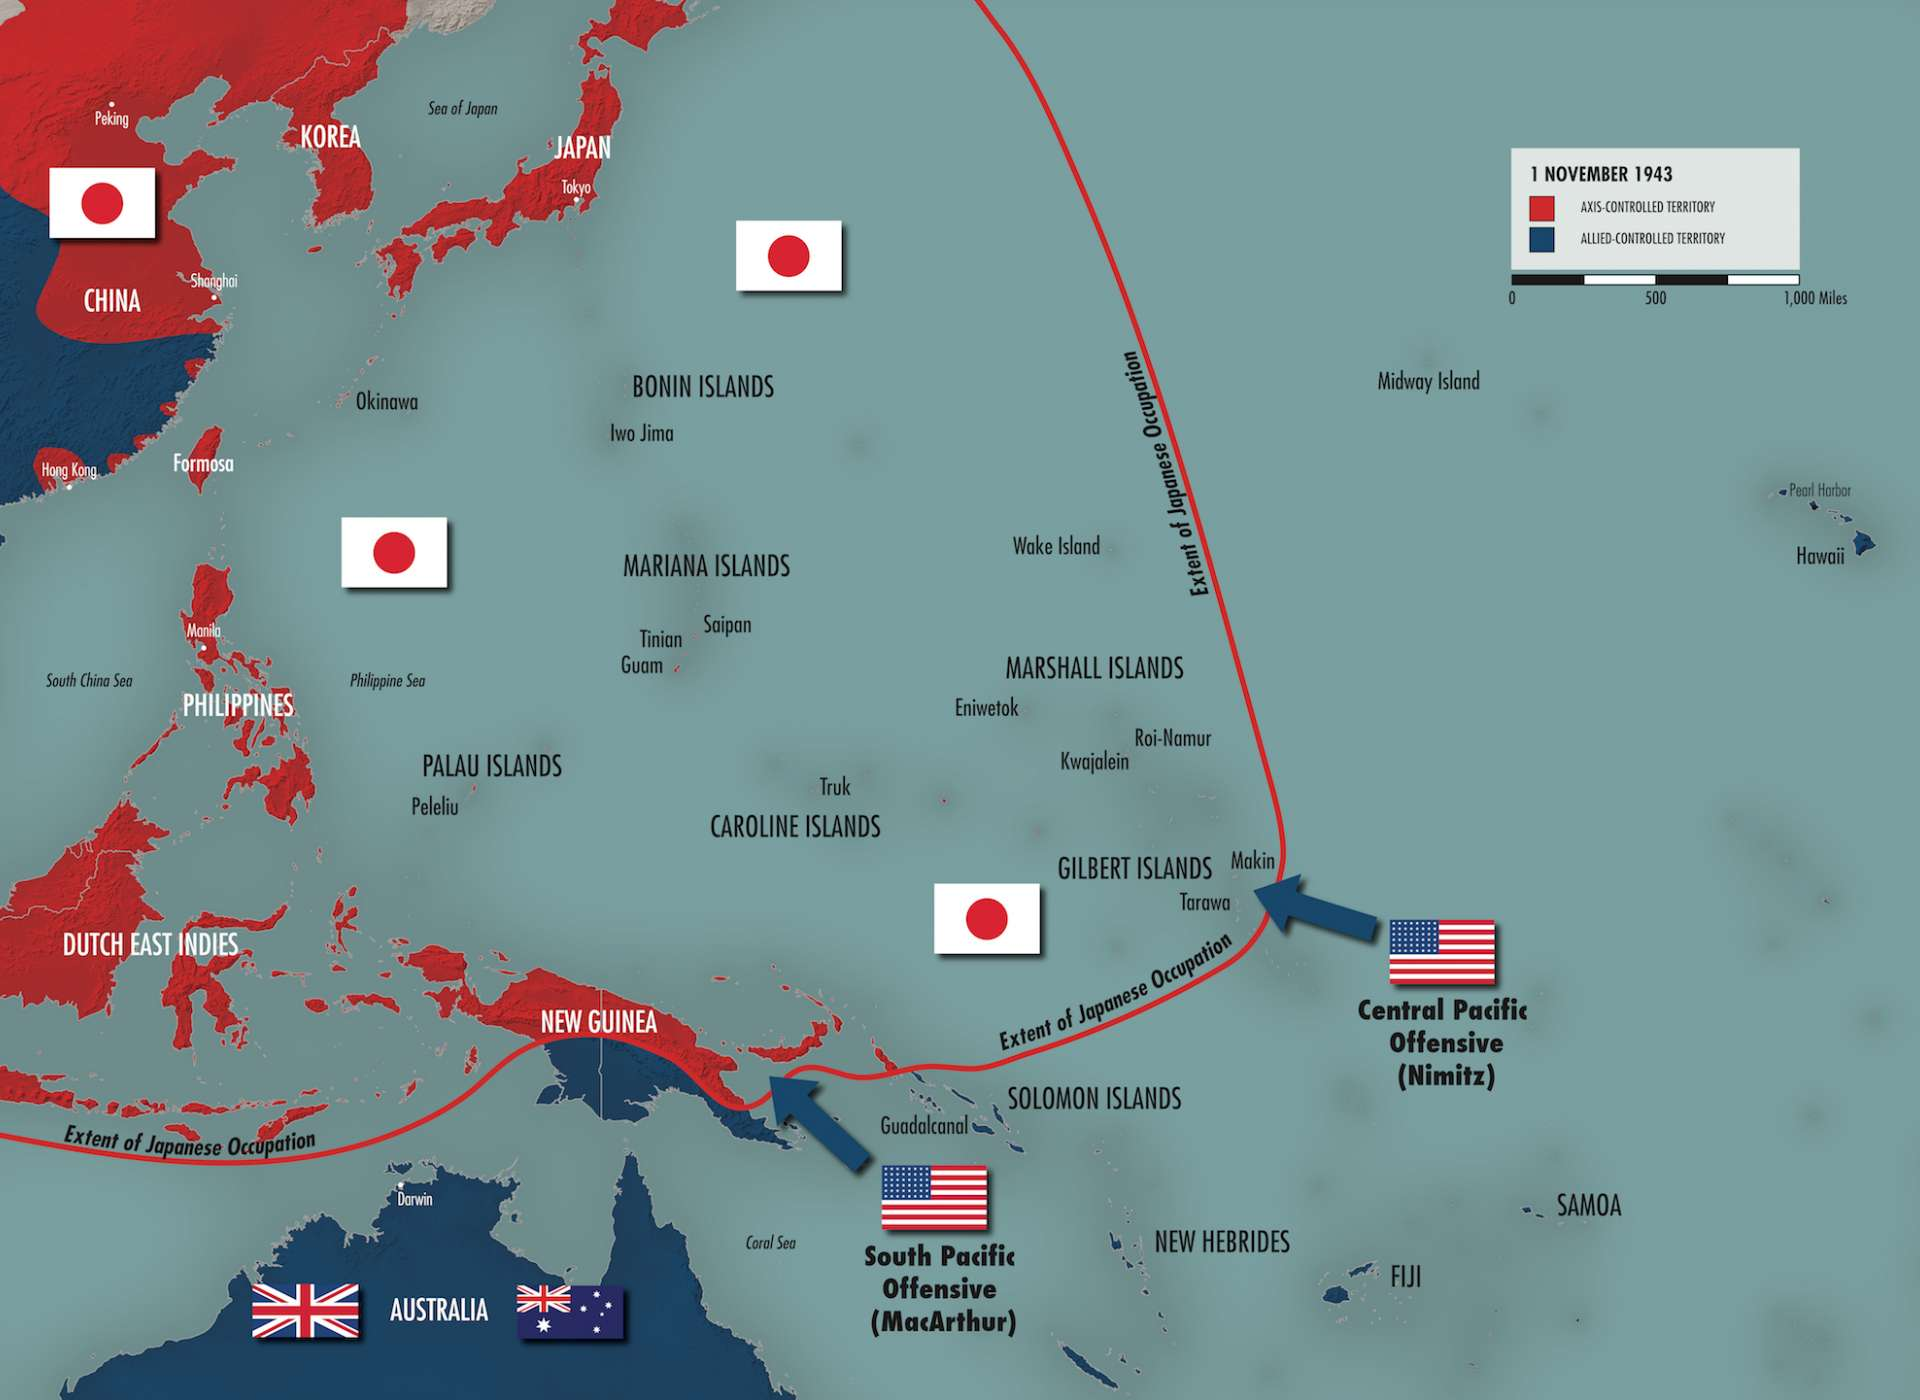 Sea of Japan
Peking
KOREA
JAPAN
Tokyo
1 NOVEMBER 1943
AXIS-CONTROLLED TERRITORY
ALLIED-CONTROLLED TERRITORY
0 500 1,000 Miles
Shanghai
CHINA
Extent of Japanese Occupation
Midway Island
BONIN ISLANDS
Okinawa
Iwo Jima
Formosa
Hong Kong
Pearl Harbor
Wake Island
Hawaii
MARIANA ISLANDS
Saipan
Tinian
Guam
Manila
South China Sea
Philippine Sea
PHILIPPINES
MARSHALL ISLANDS
Eniwetok
Roi-Namur
Kwajalein
PALAU ISLANDS
Peleliu
Truk
CAROLINE ISLANDS
GILBERT ISLANDS
Makin
Tarawa
DUTCH EAST INDIES
Extent of Japanese Occupation
Central Pacific
Offensive
(Nimitz)
NEW GUINEA
SOLOMON ISLANDS
Guadalcanal
Extent of Japanese Occupation
Darwin
SAMOA
Coral Sea
NEW HEBRIDES
South Pacific
Offensive
(MacArthur)
FIJI
AUSTRALIA